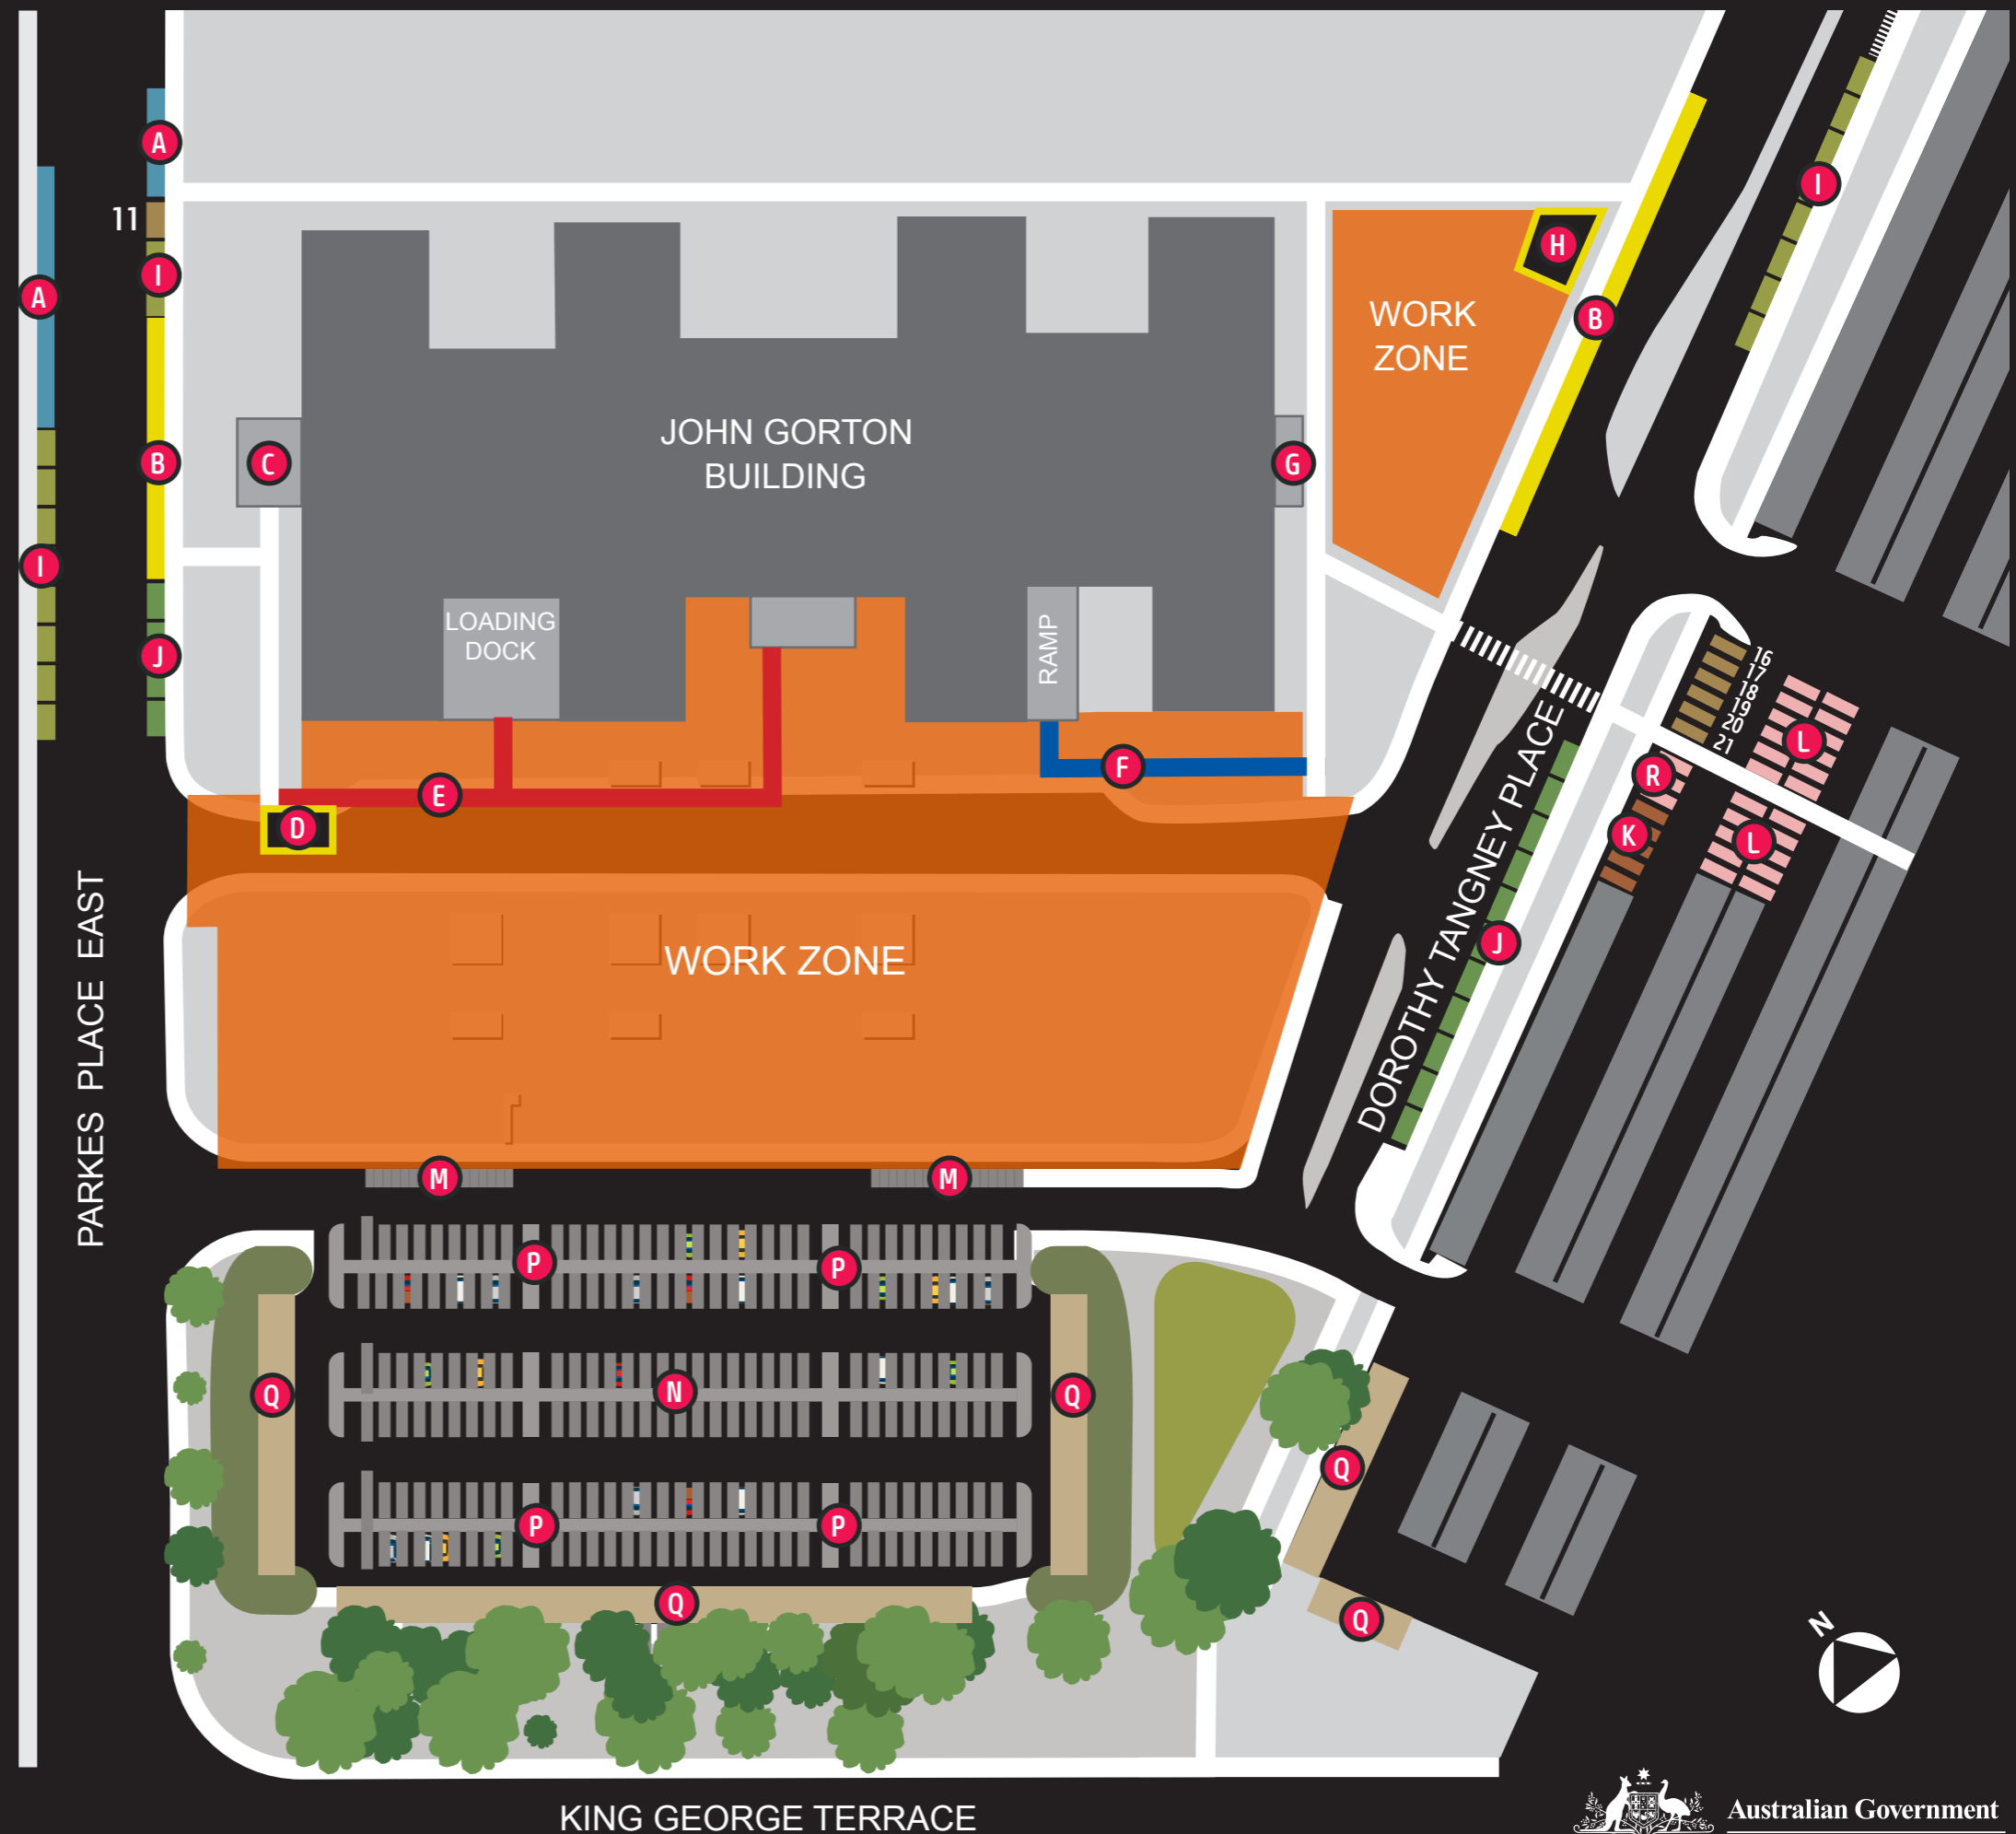 A
I
11
A
I
H
WORK
ZONE
B
JOHN GORTON
BUILDING
B
C
G
I
LOADING
DOCK
RAMP
J
16
17
18
19
20
21
L
R
K
L
E
F
D
DOROTHY TANGNEY PLACE
J
WORK ZONE
PARKES PLACE EAST
M
M
P
P
Q
N
Q
Q
P
P
Q
Q
N
KING GEORGE TERRACE
Australian Government